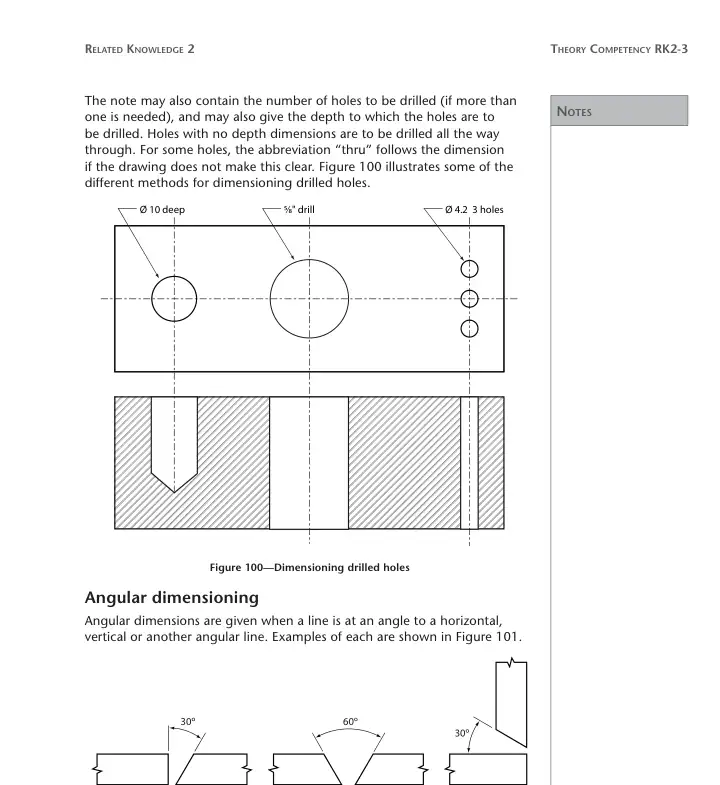 RELATED KNOWLEDGE 2
THEORY COMPETENCY RK2-3
The note may also contain the number of holes to be drilled (if more than
one is needed), and may also give the depth to which the holes are to
be drilled. Holes with no depth dimensions are to be drilled all the way
through. For some holes, the abbreviation “thru” follows the dimension
if the drawing does not make this clear. Figure 100 illustrates some of the
different methods for dimensioning drilled holes.
NOTES
Ø 10 deep
⅝" drill
Ø 4.2 3 holes
Figure 100—Dimensioning drilled holes
Angular dimensioning
Angular dimensions are given when a line is at an angle to a horizontal,
vertical or another angular line. Examples of each are shown in Figure 101.
30º
60º
30º